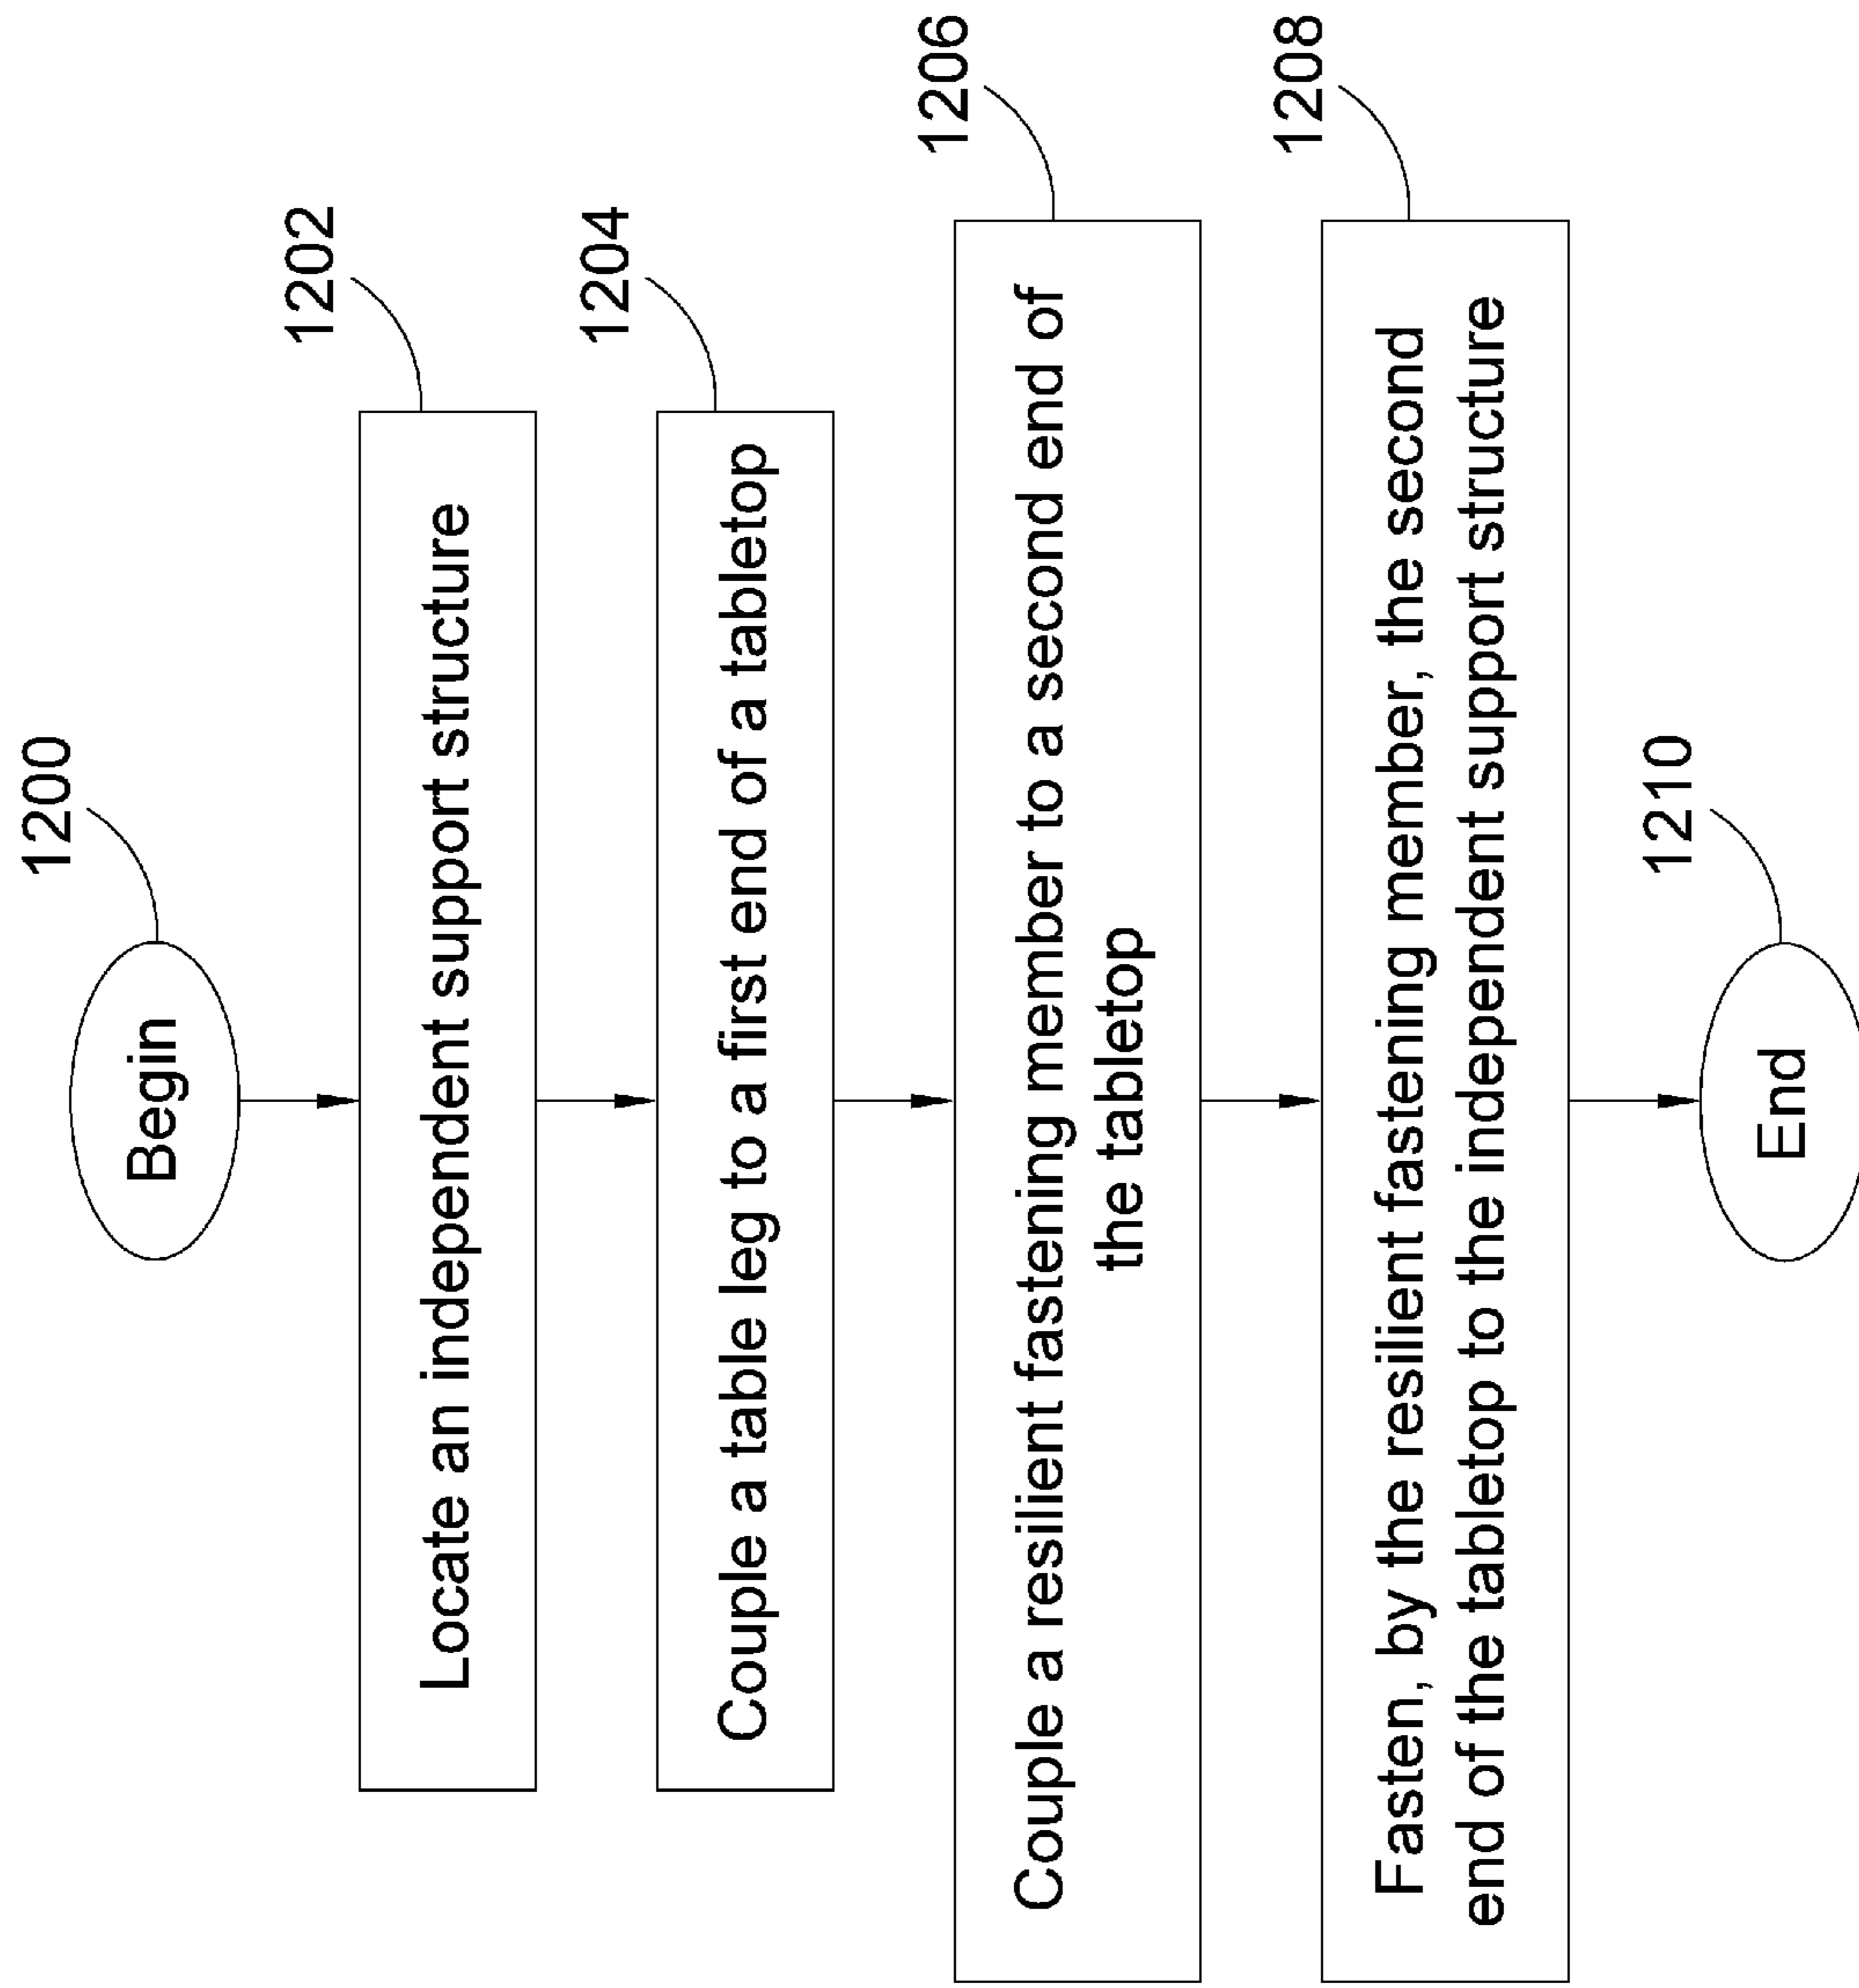 1200
Begin
1202
Locate an independent support structure
1204
Couple a table leg to a first end of a tabletop
1206
Couple a resilient fastening member to a second end of
the tabletop
1208
Fasten, by the resilient fastening member, the second
end of the tabletop to the independent support structure
1210
End